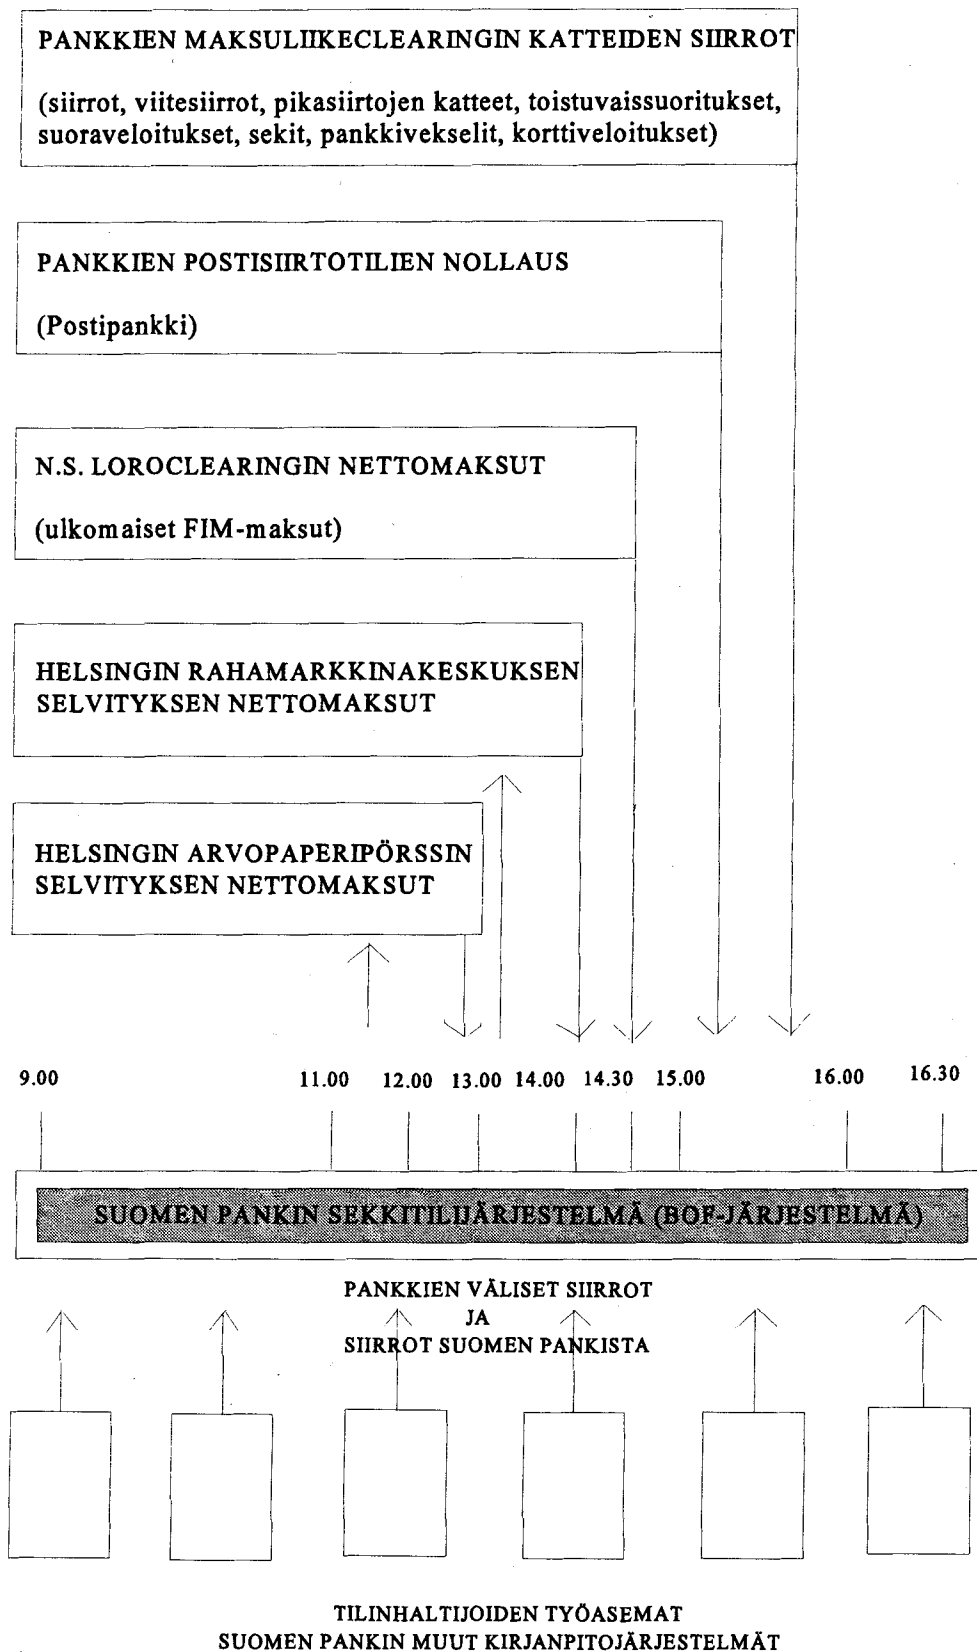 PANKKIEN MAKSULIIKECLEARINGIN KATTEIDEN SIIRROT
(siirrot, viitesiirrot, pikasiirtojen katteet, toistuvaissuoritukset,
suoraveloitukset, sekit, pankkivekselit, korttiveloitukset)
PANKKIEN POSTISIIRTOTILIEN NOLLAUS
(Postipankki)
N.S. LOROCLEARINGIN NETTOMAKSUT
(ulkomaiset FIM-maksut)
HELSINGIN RAHAMARKKINAKESKUKSEN
SELVITYKSEN NETTOMAKSUT
HELSINGIN ARVOPAPERIPÖRSSIN
SELVITYKSEN NETTOMAKSUT
9.00 11.00 12.00 13.00 14.00 14.30 15.00 16.00 16.30
SUOMEN PANKIN SEKKITILIJÄRJESTELMÄ (BOF-JÄRJESTELMÄ)
PANKKIEN VÄLISET SIIRROT
JA
SIIRROT SUOMEN PANKISTA
TILINHALTIJOIDEN TYÖASEMAT
SUOMEN PANKIN MUUT KIRJANPITOJÄRJESTELMÄT